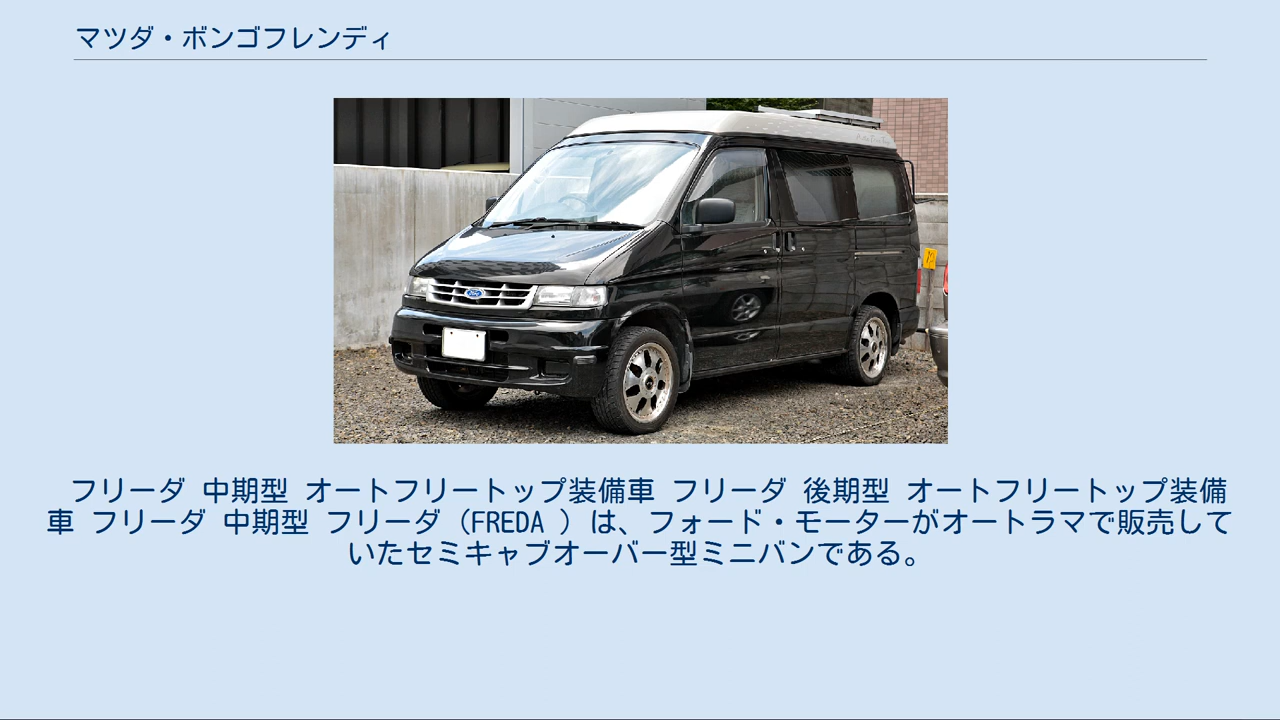 マツダ・ボンゴフレンディ
Ford
フリーダ 中期型 オートフリートップ装備車 フリーダ 後期型 オートフリートップ装備
車 フリーダ 中期型 フリーダ（FREDA ）は、フォード・モーターがオートラマで販売して
いたセミキャブオーバー型ミニバンである。